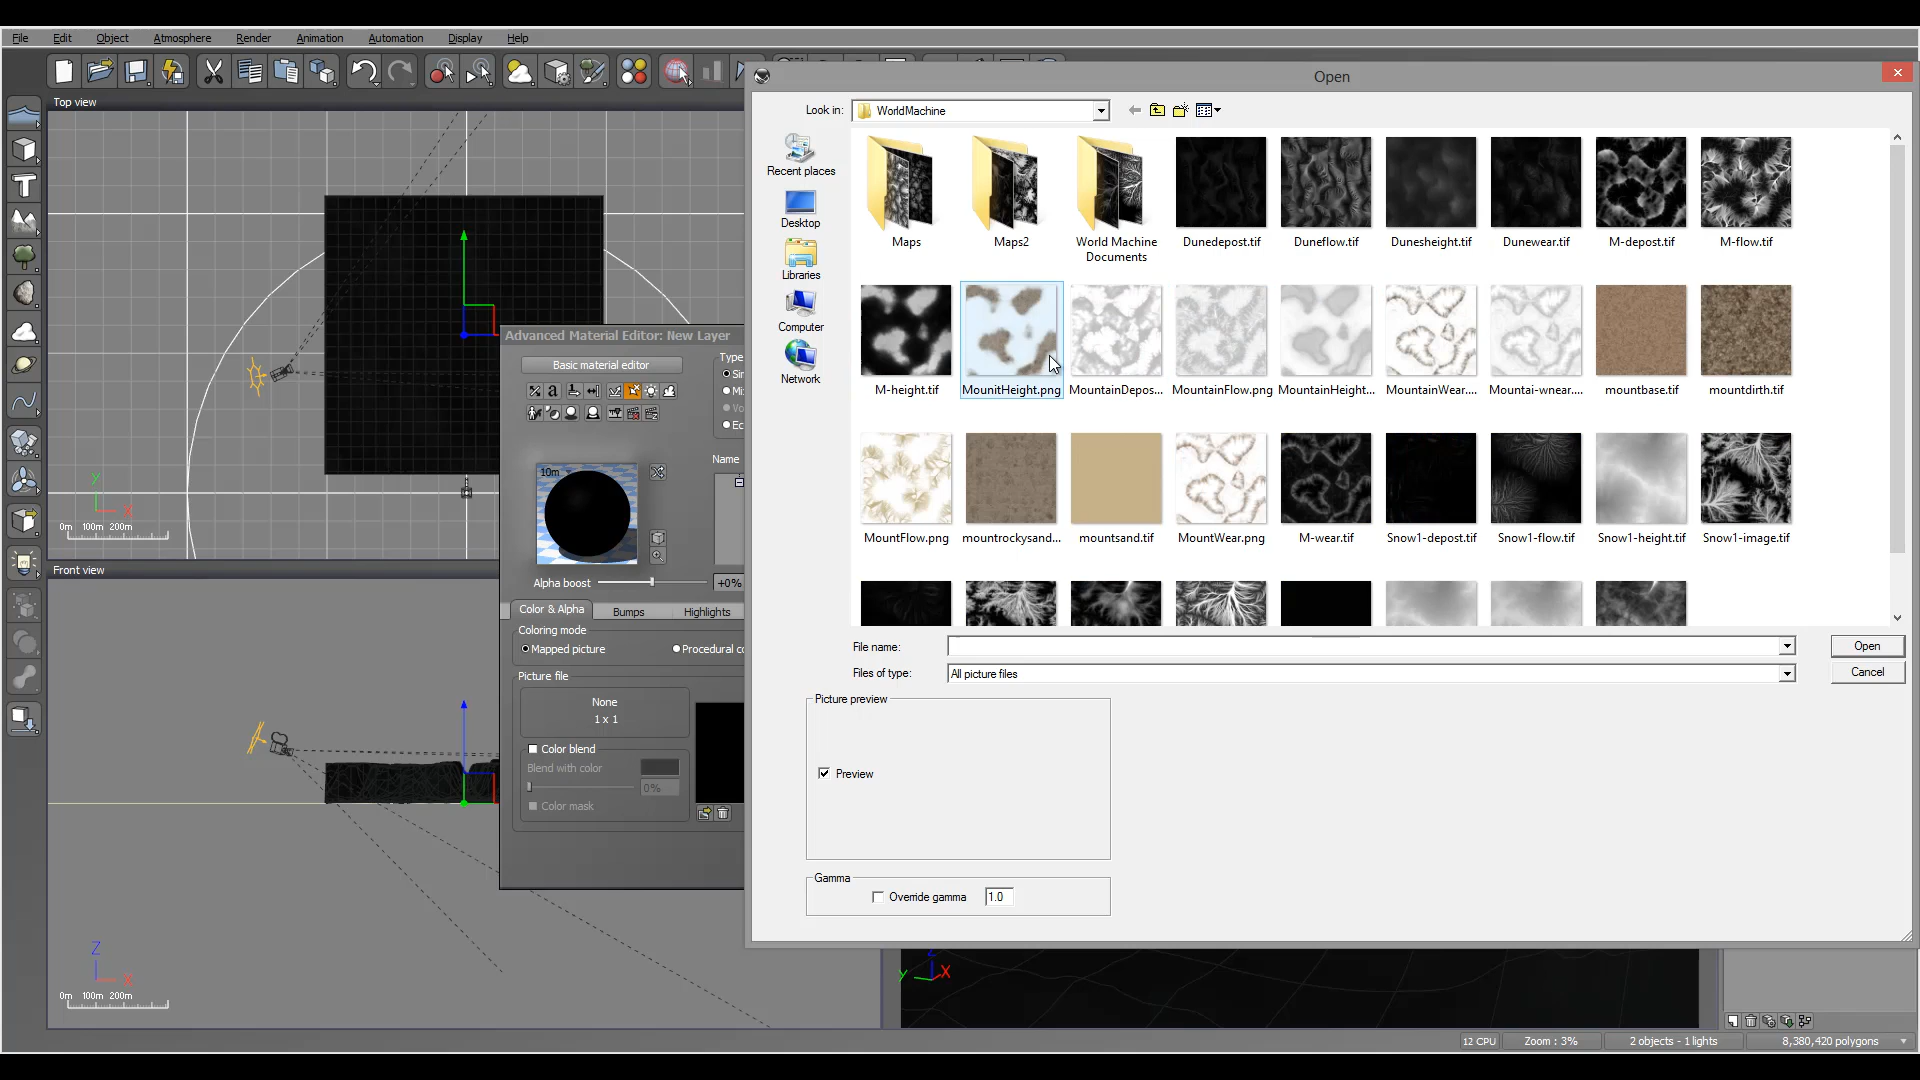 File Edit Object Atmosphere Render Animation Automation Display Help
Open
Top view
Look in: WorldMachine
Recent places
Desktop
Libraries
Computer
Network
Maps Maps2 World Machine Documents Dunedepost.tif Duneflow.tif Dunesheight.tif Dunewear.tif M-depost.tif M-flow.tif
M-height.tif MounitHeight.png MountainDepos... MountainFlow.png MountainHeight... MountainWear.... Mountai-wnear.... mountbase.tif mountdirth.tif
MountFlow.png mountrockysand... mountsand.tif MountWear.png M-wear.tif Snow1-depost.tif Snow1-flow.tif Snow1-height.tif Snow1-image.tif
File name:
Open
Files of type: All picture files
Cancel
Picture preview
Preview
Gamma
Override gamma 1.0
Advanced Material Editor: New Layer
Basic material editor
Type
Name
10m
Alpha boost +0%
Color & Alpha Bumps Highlights
Coloring mode
Mapped picture Procedural co
Picture file
None
1 x 1
Color blend
Blend with color
0%
Color mask
y
x
0m 100m 200m
Front view
Z
X
0m 100m 200m
Z
y X
12 CPU Zoom : 3% 2 objects - 1 lights 8,380,420 polygons